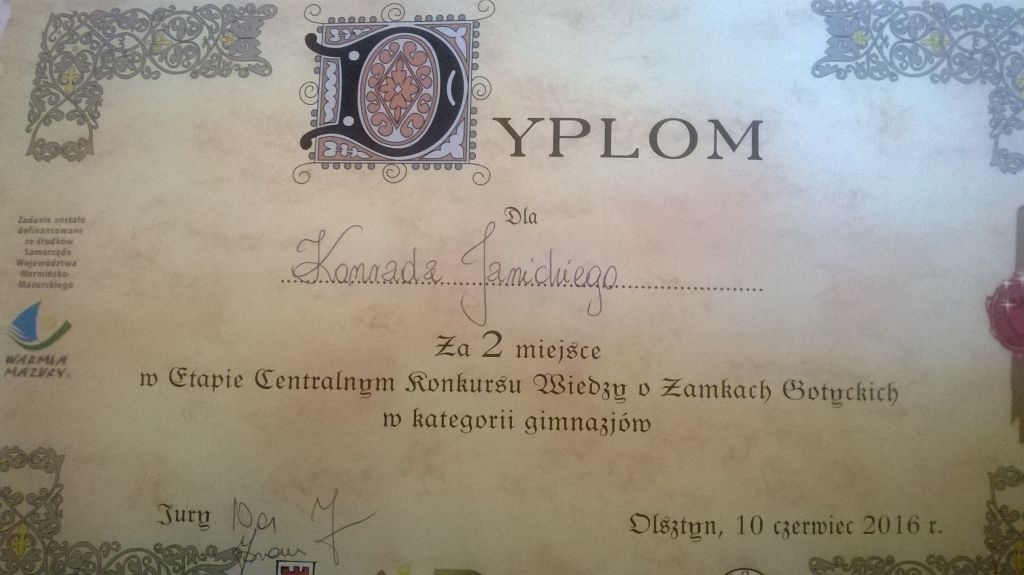 DYPLOM
Dla
Konrada Janickiego
Za 2 miejsce
w Etapie Centralnym Konkursu Wiedzy o Zamkach Gotyckich
w kategorii gimnazjów
Zadanie zostało
dofinansowane
ze środków
Samorządu
Województwa
Warmińsko-
-Mazurskiego
WARMIA
MAZURY
Jury
Olsztyn, 10 czerwiec 2016 r.